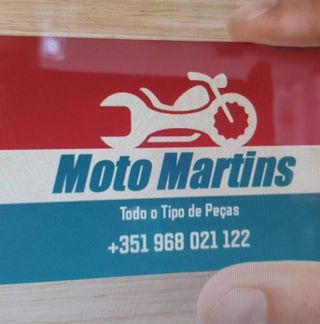 Moto Martins
Todo o Tipo de Peças
+351 968 021 122